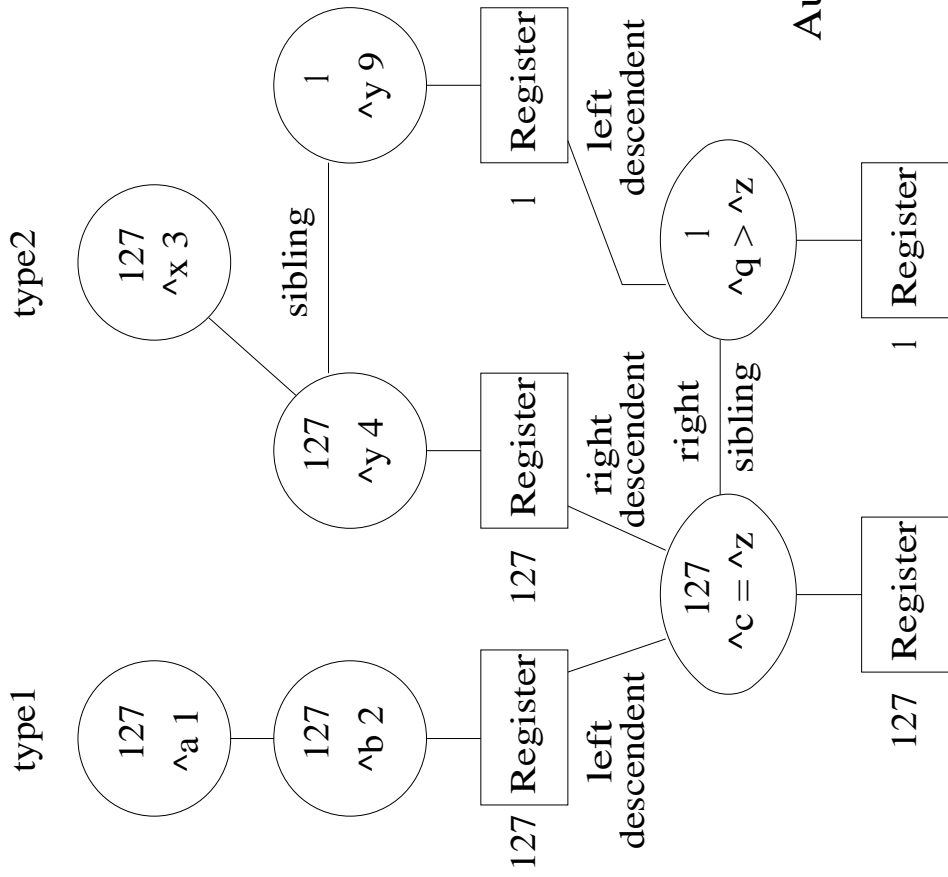 type1
type2
127
^a 1
127
^x 3
sibling
127
^b 2
127
^y 4
1
^y 9
127
Register
127
Register
1
Register
left
descendent
right
descendent
left
descendent
127
^c = ^z
right
sibling
1
^q > ^z
Au
127
Register
1
Register